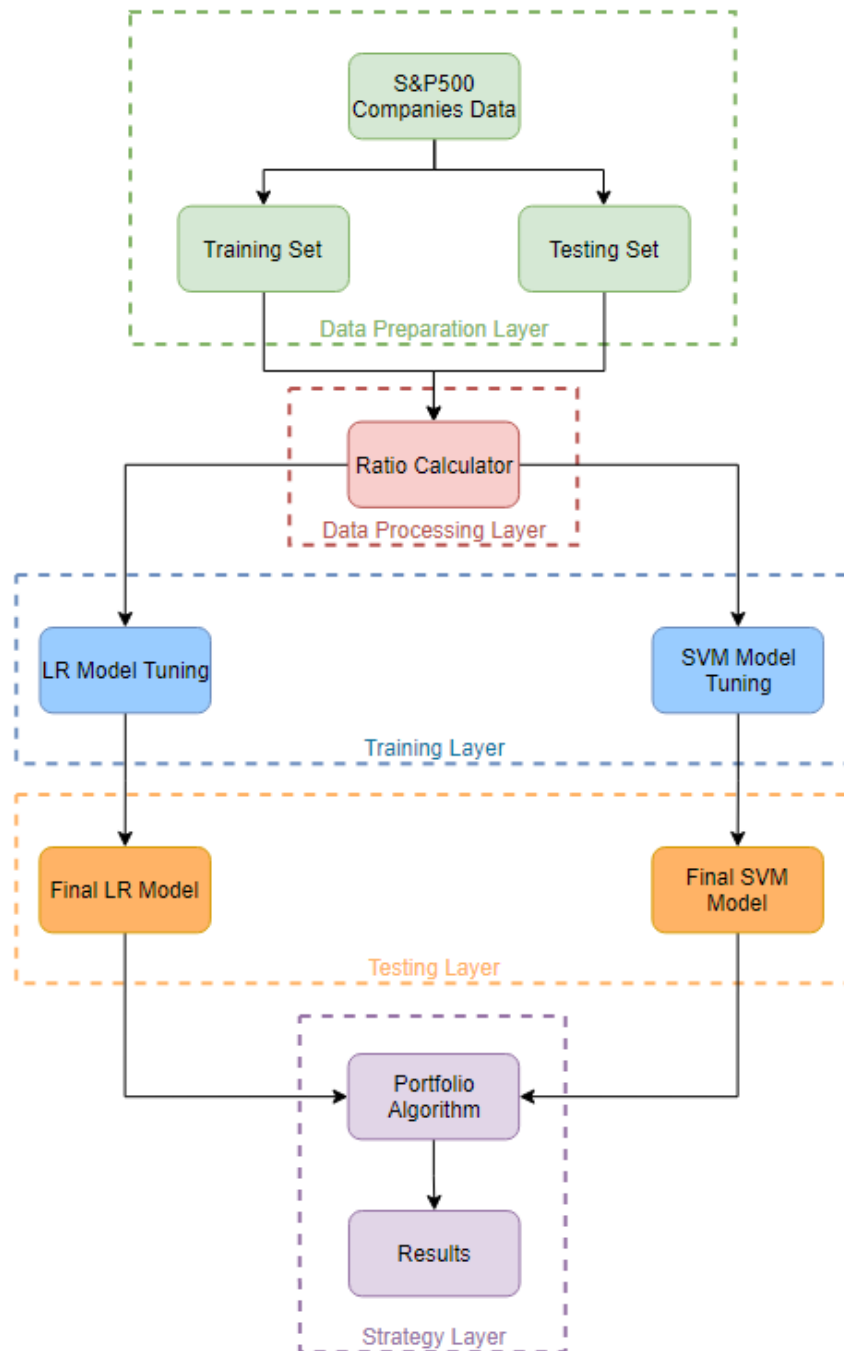 S&P500
Companies Data
Training Set
Testing Set
Data Preparation Layer
Ratio Calculator
Data Processing Layer
LR Model Tuning
SVM Model
Tuning
Training Layer
Final LR Model
Final SVM
Model
Testing Layer
Portfolio
Algorithm
Results
Strategy Layer